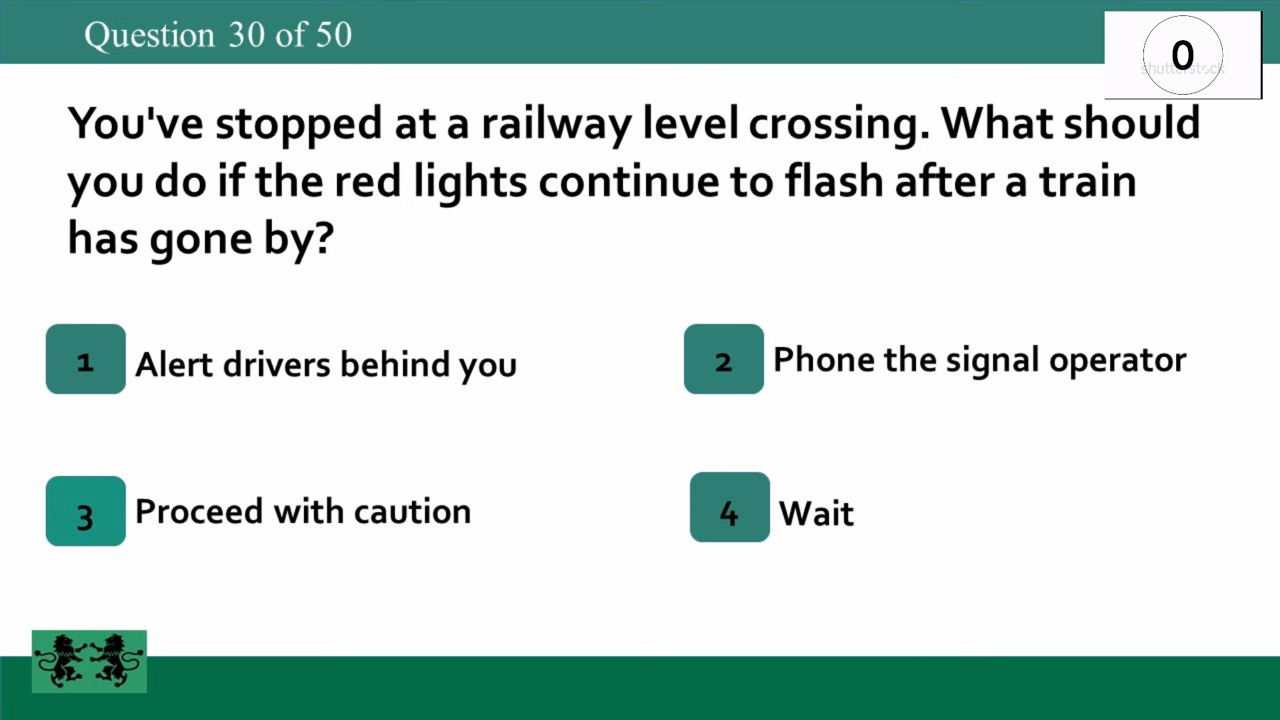 Question 30 of 50
0
shutterstock
You've stopped at a railway level crossing. What should
you do if the red lights continue to flash after a train
has gone by?
1 Alert drivers behind you
2 Phone the signal operator
3 Proceed with caution
4 Wait